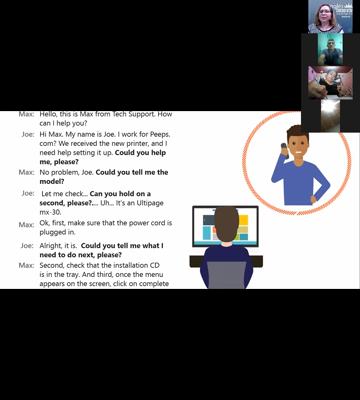 Max: Hello, this is Max from Tech Support. How
can I help you?
Joe: Hi Max. My name is Joe. I work for Peeps.
com? We received the new printer, and I
need help setting it up. Could you help
me, please?
Max: No problem, Joe. Could you tell me the
model?
Joe: Let me check... Can you hold on a
second, please?... Uh... It's an Ultipage
mx-30.
Max: Ok, first, make sure that the power cord is
plugged in.
Joe: Alright, it is. Could you tell me what I
need to do next, please?
Max: Second, check that the installation CD
is in the tray. And third, once the menu
appears on the screen, click on complete